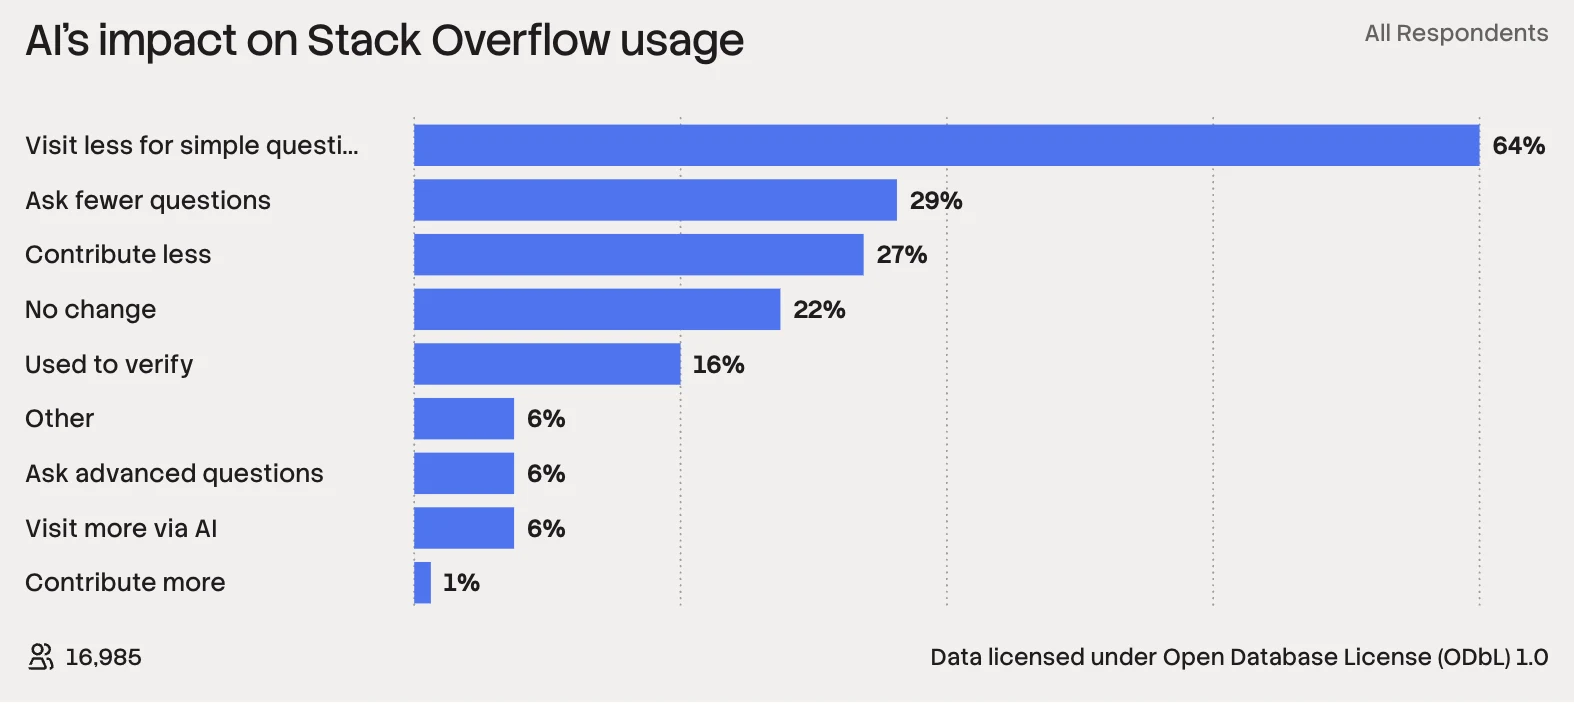 AI's impact on Stack Overflow usage
All Respondents
Visit less for simple questi... 64%
Ask fewer questions 29%
Contribute less 27%
No change 22%
Used to verify 16%
Other 6%
Ask advanced questions 6%
Visit more via AI 6%
Contribute more 1%
16,985
Data licensed under Open Database License (ODbL) 1.0